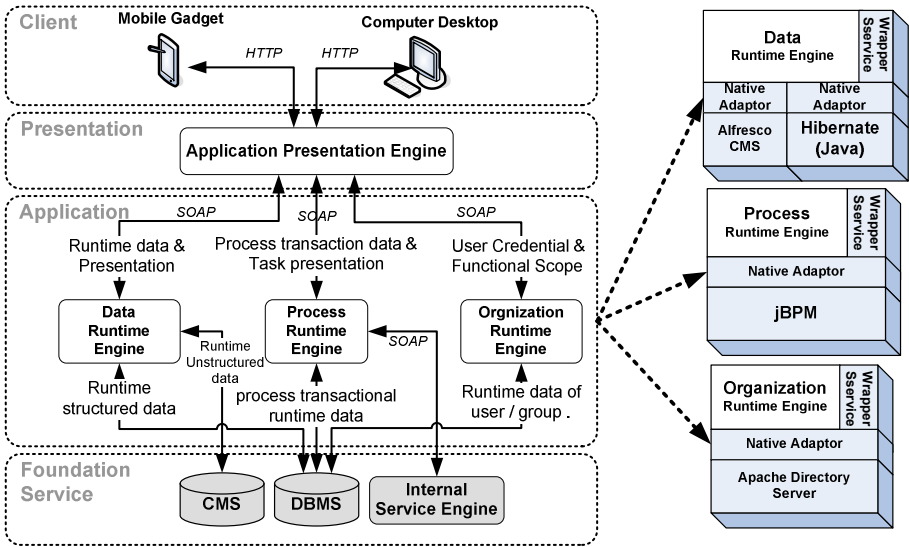 Client
Mobile Gadget
Computer Desktop
HTTP
HTTP
Presentation
Application Presentation Engine
Application
SOAP
SOAP
SOAP
Runtime data &
Presentation
Process transaction data &
Task presentation
User Credential &
Functional Scope
Data
Runtime
Engine
Runtime
Unstructured
data
Process
Runtime
Engine
SOAP
Orgnization
Runtime
Engine
Runtime
structured data
process transactional
runtime data
Runtime data of
user / group .
Foundation
Service
CMS
DBMS
Internal
Service Engine
Data
Runtime Engine
Wrapper
Sservice
Native
Adaptor
Native
Adaptor
Alfresco
CMS
Hibernate
(Java)
Process
Runtime Engine
Wrapper
Sservice
Native Adaptor
jBPM
Organization
Runtime Engine
Wrapper
Sservice
Native Adaptor
Apache Directory
Server